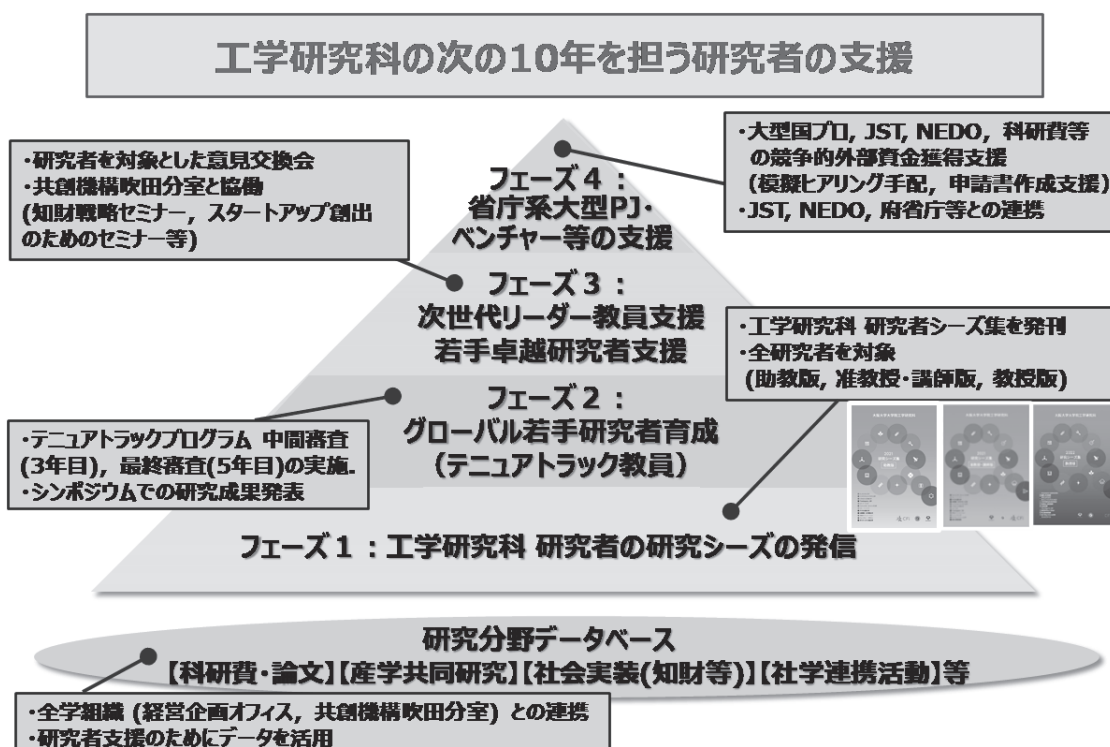 工学研究科の次の10年を担う研究者の支援
・研究者を対象とした意見交換会
・共創機構吹田分室と協働
(知財戦略セミナー, スタートアップ創出
のためのセミナー等)
・大型国プロ, JST, NEDO, 科研費等
の競争的外部資金獲得支援
(模擬ヒアリング手配, 申請書作成支援)
・JST, NEDO, 府省庁等との連携
フェーズ4：
省庁系大型PJ・
ベンチャー等の支援
フェーズ3：
次世代リーダー教員支援
若手卓越研究者支援
・工学研究科 研究者シーズ集を発刊
・全研究者を対象
(助教版, 准教授・講師版, 教授版)
フェーズ2：
グローバル若手研究者育成
（テニュアトラック教員）
・テニュアトラックプログラム 中間審査
(3年目), 最終審査(5年目)の実施.
・シンポジウムでの研究成果発表
フェーズ1：工学研究科 研究者の研究シーズの発信
研究分野データベース
【科研費・論文】【産学共同研究】【社会実装(知財等)】【社学連携活動】等
・全学組織 (経営企画オフィス, 共創機構吹田分室) との連携
・研究者支援のためにデータを活用